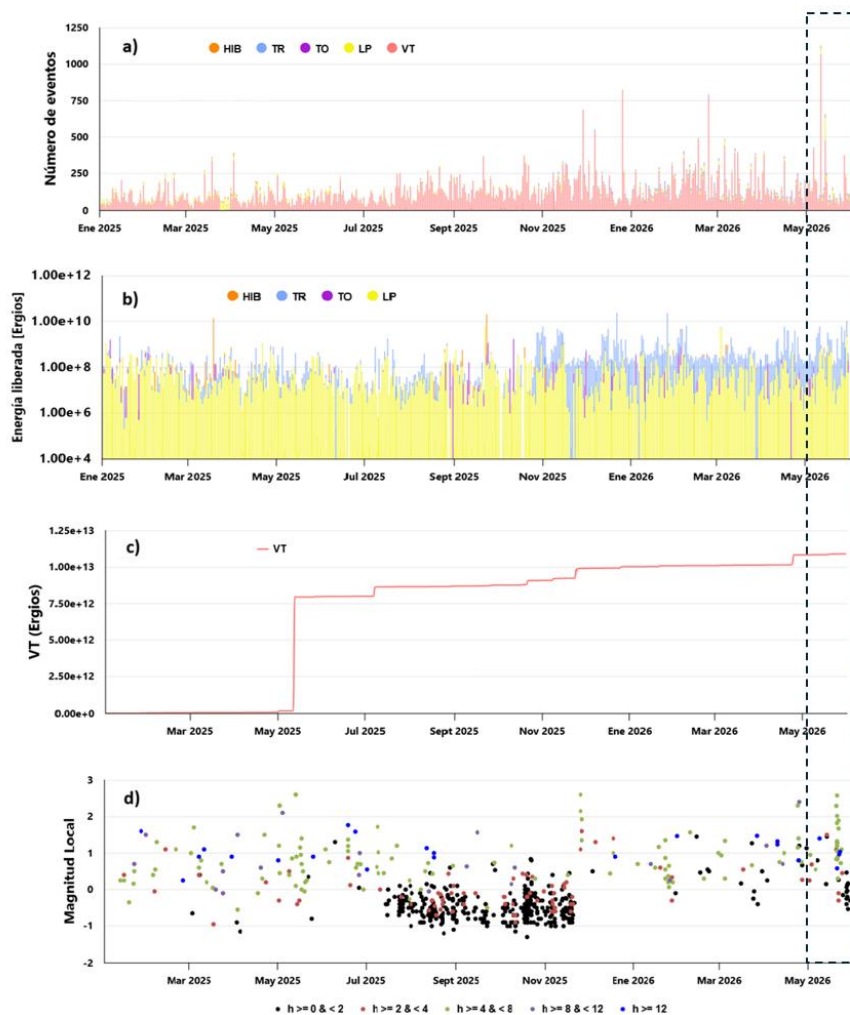 a)
HIB TR TO LP VT
Número de eventos
1250
1000
750
500
250
0
Ene 2025 Mar 2025 May 2025 Jul 2025 Sept 2025 Nov 2025 Ene 2026 Mar 2026 May 2026
b)
HIB TR TO LP
Energía liberada [Ergios]
1.00e+12
1.00e+10
1.00e+8
1.00e+6
1.00e+4
Ene 2025 Mar 2025 May 2025 Jul 2025 Sept 2025 Nov 2025 Ene 2026 Mar 2026 May 2026
c)
VT
VT (Ergios)
1.25e+13
1.00e+13
7.50e+12
5.00e+12
2.50e+12
0.00e+0
Mar 2025 May 2025 Jul 2025 Sept 2025 Nov 2025 Ene 2026 Mar 2026 May 2026
d)
Magnitud Local
3
2
1
0
-1
-2
Mar 2025 May 2025 Jul 2025 Sept 2025 Nov 2025 Ene 2026 Mar 2026 May 2026
h >= 0 & < 2 h >= 2 & < 4 h >= 4 & < 8 h >= 8 & < 12 h >= 12